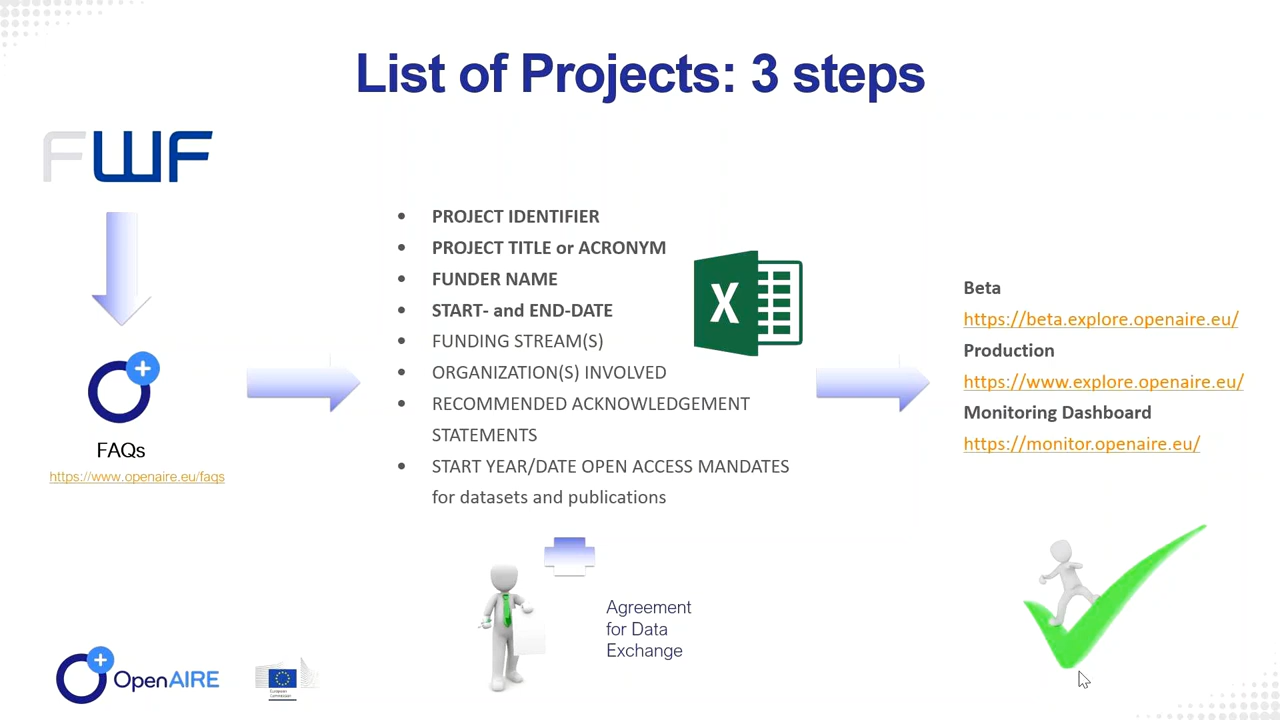 List of Projects: 3 steps
FWF
FAQs
https://www.openaire.eu/faqs
• PROJECT IDENTIFIER
• PROJECT TITLE or ACRONYM
• FUNDER NAME
• START- and END-DATE
• FUNDING STREAM(S)
• ORGANIZATION(S) INVOLVED
• RECOMMENDED ACKNOWLEDGEMENT
STATEMENTS
• START YEAR/DATE OPEN ACCESS MANDATES
for datasets and publications
X
Agreement
for Data
Exchange
Beta
https://beta.explore.openaire.eu/
Production
https://www.explore.openaire.eu/
Monitoring Dashboard
https://monitor.openaire.eu/
OpenAIRE
European
Commission